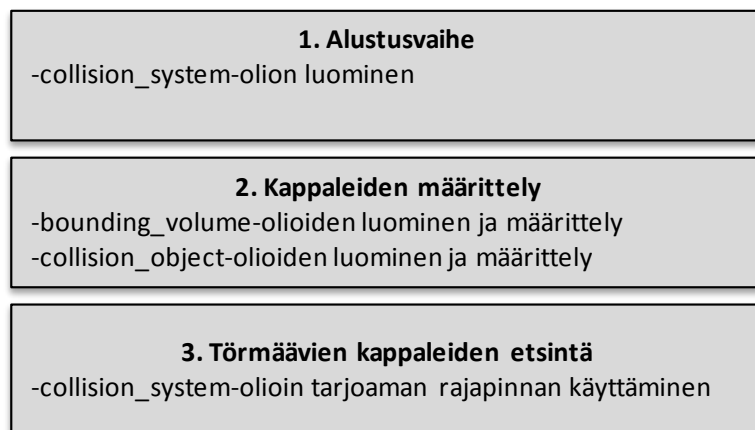 1. Alustusvaihe
-collision_system-olion luominen
2. Kappaleiden määrittely
-bounding_volume-olioiden luominen ja määrittely
-collision_object-olioiden luominen ja määrittely
3. Törmäävien kappaleiden etsintä
-collision_system-olioin tarjoaman rajapinnan käyttäminen